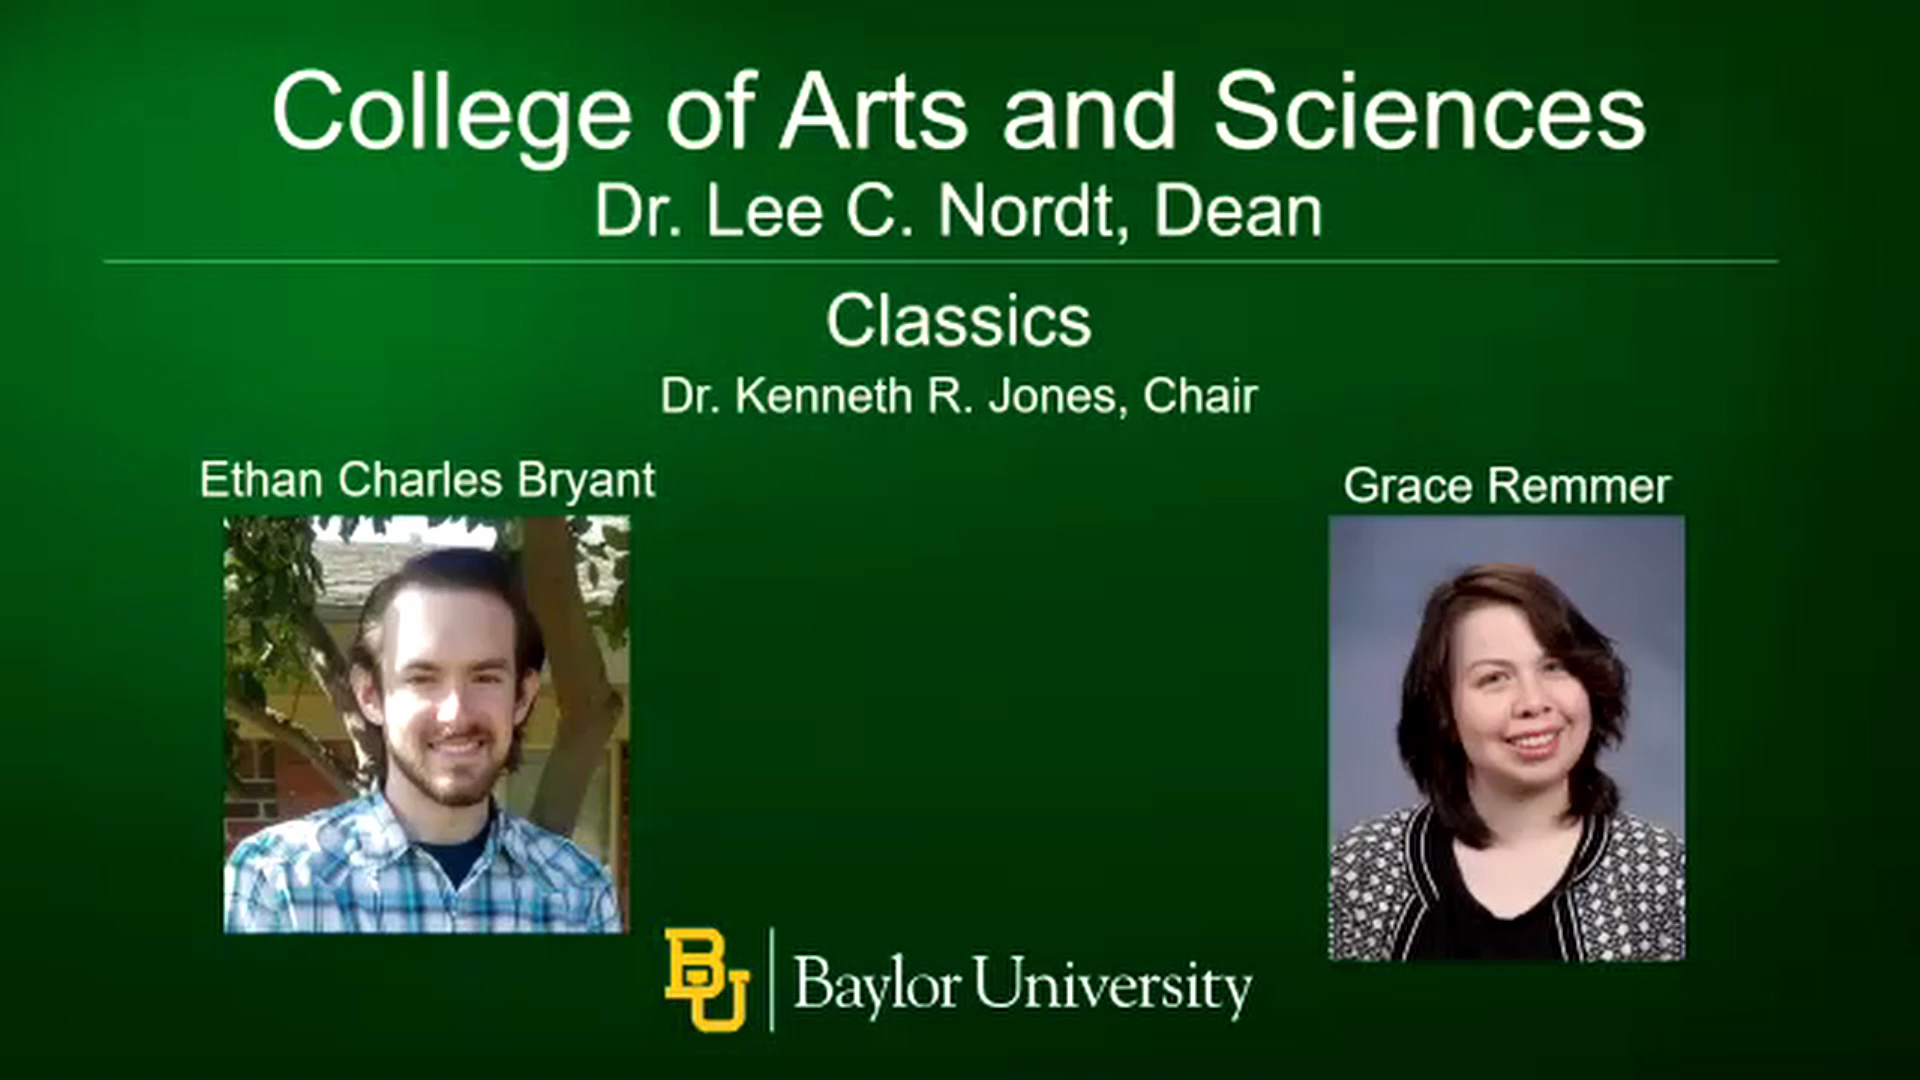 College of Arts and Sciences
Dr. Lee C. Nordt, Dean
Classics
Dr. Kenneth R. Jones, Chair
Ethan Charles Bryant
Grace Remmer
BU
Baylor University